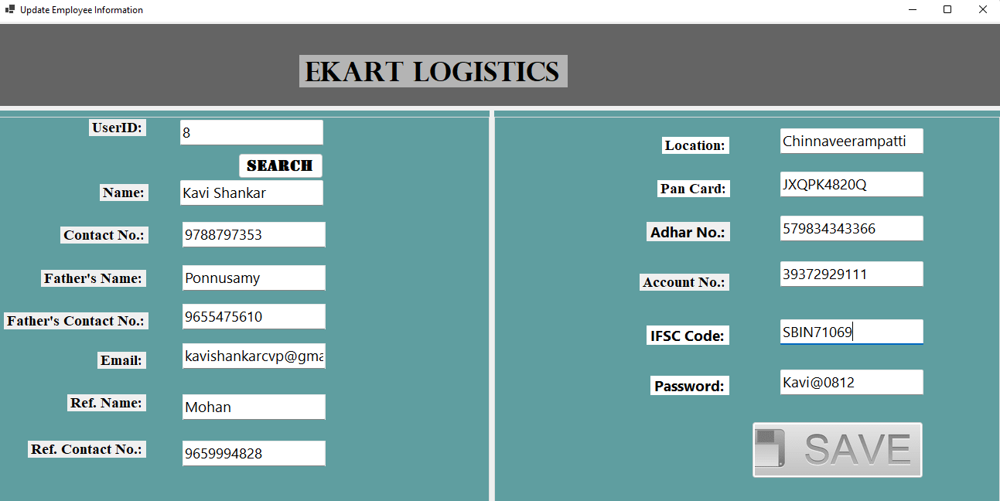 Update Employee Information
EKART LOGISTICS
UserID: 8
SEARCH
Name: Kavi Shankar
Contact No.: 9788797353
Father's Name: Ponnusamy
Father's Contact No.: 9655475610
Email: kavishankarcvp@gma
Ref. Name: Mohan
Ref. Contact No.: 9659994828
Location: Chinnaveerampatti
Pan Card: JXQPK4820Q
Adhar No.: 579834343366
Account No.: 39372929111
IFSC Code: SBIN71069
Password: Kavi@0812
SAVE